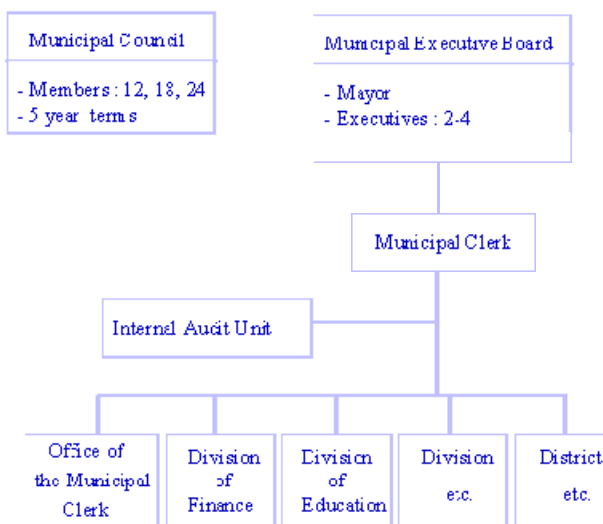 Municipal Council
- Members : 12, 18, 24
- 5 year terms
Municipal Executive Board
- Mayor
- Executives : 2-4
Municipal Clerk
Internal Audit Unit
Office of
the Municipal
Clerk
Division
of
Finance
Division
of
Education
Division
etc.
District
etc.